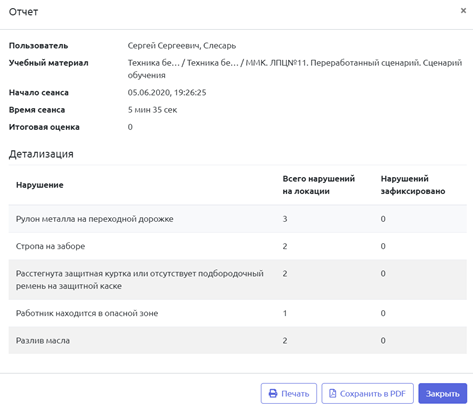 Отчет ×
Пользователь Сергей Сергеевич, Слесарь
Учебный материал Техника бе… / Техника бе… / ММК. ЛПЦ№11. Переработанный сценарий. Сценарий
обучения
Начало сеанса 05.06.2020, 19:26:25
Время сеанса 5 мин 35 сек
Итоговая оценка 0
Детализация
Нарушение Всего нарушений на локации Нарушений зафиксировано
Рулон металла на переходной дорожке 3 0
Стропа на заборе 2 0
Расстегнута защитная куртка или отсутствует подбородочный 2 0
ремень на защитной каске
Работник находится в опасной зоне 1 0
Разлив масла 2 0
Печать Сохранить в PDF Закрыть